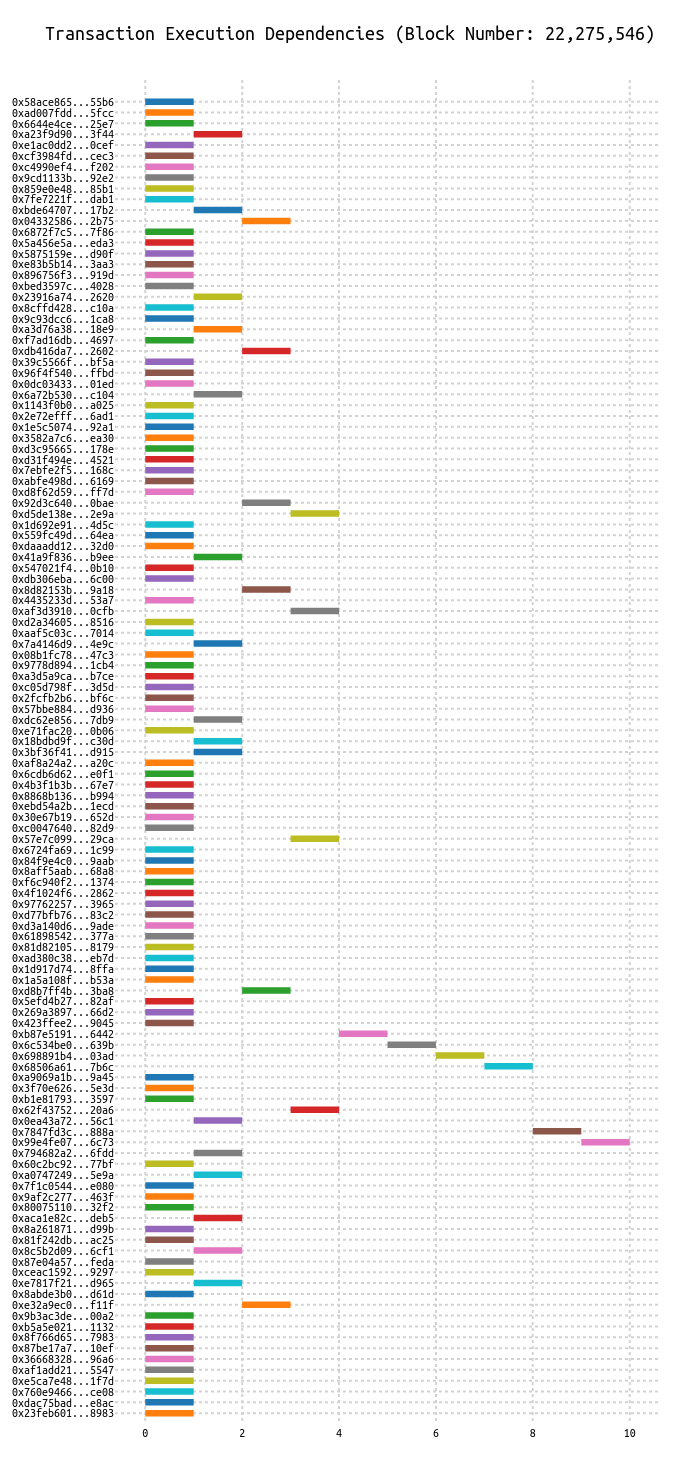 Transaction Execution Dependencies (Block Number: 22,275,546)
0x58ace865...55b6
0xad007fdd...5fcc
0x6644e4ce...25e7
0xa23f9d90...3f44
0xe1ac0dd2...0cef
0xcf3984fd...cec3
0xc4990ef4...f202
0x9cd1133b...92e2
0x859e0e48...85b1
0x7fe7221f...dab1
0xbde64707...17b2
0x04332586...2b75
0x6872f7c5...7f86
0x5a456e5a...eda3
0x5875159e...d90f
0xe83b5b14...3aa3
0x896756f3...919d
0xbed3597c...4028
0x23916a74...2620
0x8cffd428...c10a
0x9c93dcc6...1ca8
0xa3d76a38...18e9
0xf7ad16db...4697
0xdb416da7...2602
0x39c5566f...bf5a
0x96f4f540...ffbd
0x0dc03433...01ed
0x6a72b530...c104
0x1143f0b0...a025
0x2e72efff...6ad1
0x1e5c5074...92a1
0x3582a7c6...ea30
0xd3c95665...178e
0xd31f494e...4521
0x7ebfe2f5...168c
0xabfe498d...6169
0xd8f62d59...ff7d
0x92d3c640...0bae
0xd5de138e...2e9a
0x1d692e91...4d5c
0x559fc49d...64ea
0xdaaadd12...32d0
0x41a9f836...b9ee
0x547021f4...0b10
0xdb306eba...6c00
0x8d82153b...9a18
0x4435233d...53a7
0xaf3d3910...0cfb
0xd2a34605...8516
0xaaf5c03c...7014
0x7a4146d9...4e9c
0x08b1fc78...47c3
0x9778d894...1cb4
0xa3d5a9ca...b7ce
0xc05d798f...3d5d
0x2fcfb2b6...bf6c
0x57bbe884...d936
0xdc62e856...7db9
0xe71fac20...0b06
0x18bdbd9f...c30d
0x3bf36f41...d915
0xaf8a24a2...a20c
0x6cdb6d62...e0f1
0x4b3f1b3b...67e7
0x8868b136...b994
0xebd54a2b...1ecd
0x30e67b19...652d
0xc0047640...82d9
0x57e7c099...29ca
0x6724fa69...1c99
0x84f9e4c0...9aab
0x8aff5aab...68a8
0xf6c940f2...1374
0x4f1024f6...2862
0x97762257...3965
0xd77bfb76...83c2
0xd3a140d6...9ade
0x61898542...377a
0x81d82105...8179
0xad380c38...eb7d
0x1d917d74...8ffa
0x1a5a108f...b53a
0xd8b7ff4b...3ba8
0x5efd4b27...82af
0x269a3897...66d2
0x423ffee2...9045
0xb87e5191...6442
0x6c534be0...639b
0x698891b4...03ad
0x68506a61...7b6c
0xa9069a1b...9a45
0x3f70e626...5e3d
0xb1e81793...3597
0x62f43752...20a6
0x0ea43a72...56c1
0x7847fd3c...888a
0x99e4fe07...6c73
0x794682a2...6fdd
0x60c2bc92...77bf
0xa0747249...5e9a
0x7f1c0544...e080
0x9af2c277...463f
0x80075110...32f2
0xaca1e82c...deb5
0x8a261871...d99b
0x81f242db...ac25
0x8c5b2d09...6cf1
0x87e04a57...feda
0xceac1592...9297
0xe7817f21...d965
0x8abde3b0...d61d
0xe32a9ec0...f11f
0x9b3ac3de...00a2
0xb5a5e021...1132
0x8f766d65...7983
0x87be17a7...10ef
0x36668328...96a6
0xaf1add21...5547
0xe5ca7e48...1f7d
0x760e9466...ce08
0xdac75bad...e8ac
0x23feb601...8983
0 2 4 6 8 10